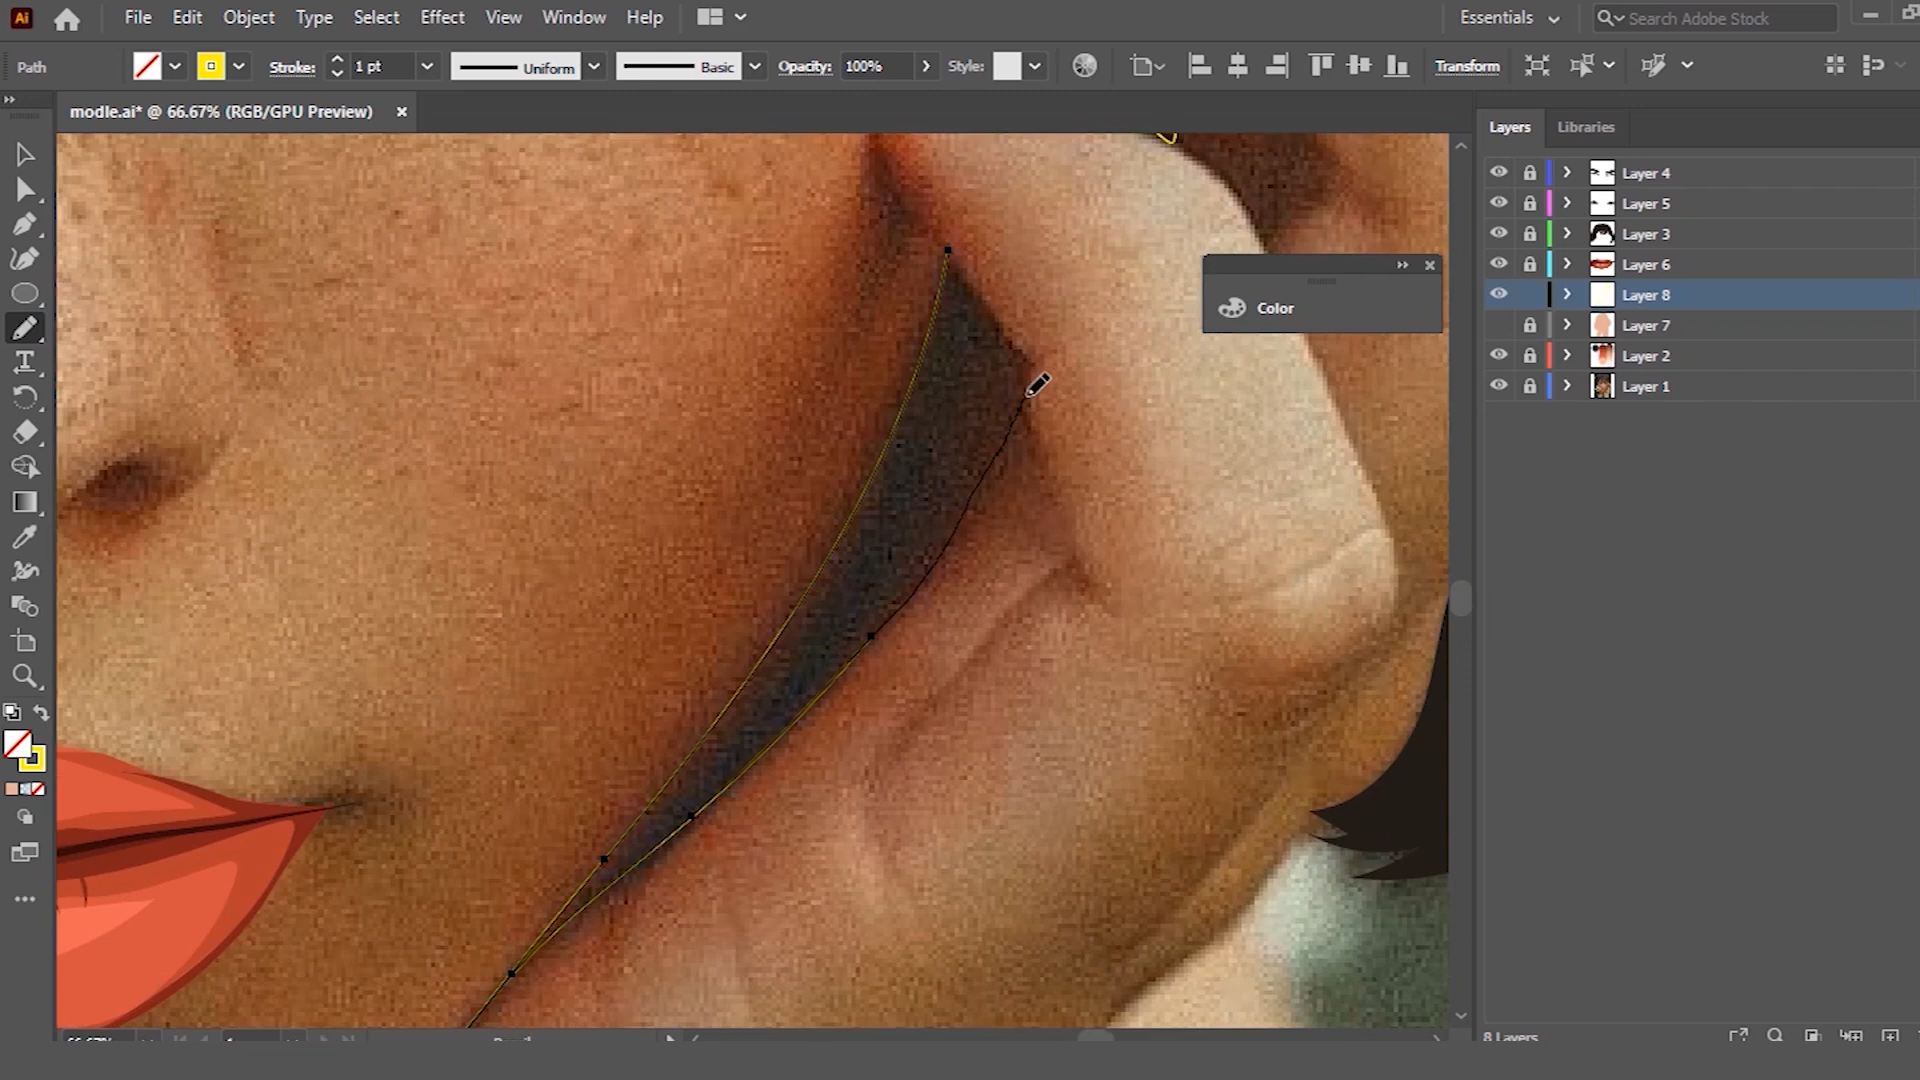 Ai File Edit Object Type Select Effect View Window Help Essentials Search Adobe Stock
Path Stroke: 1 pt Uniform Basic Opacity: 100% Style: Transform
modle.ai* @ 66.67% (RGB/GPU Preview)
Layers Libraries
Layer 4
Layer 5
Layer 3
Layer 6
Layer 8
Layer 7
Layer 2
Layer 1
Color
8 Layers